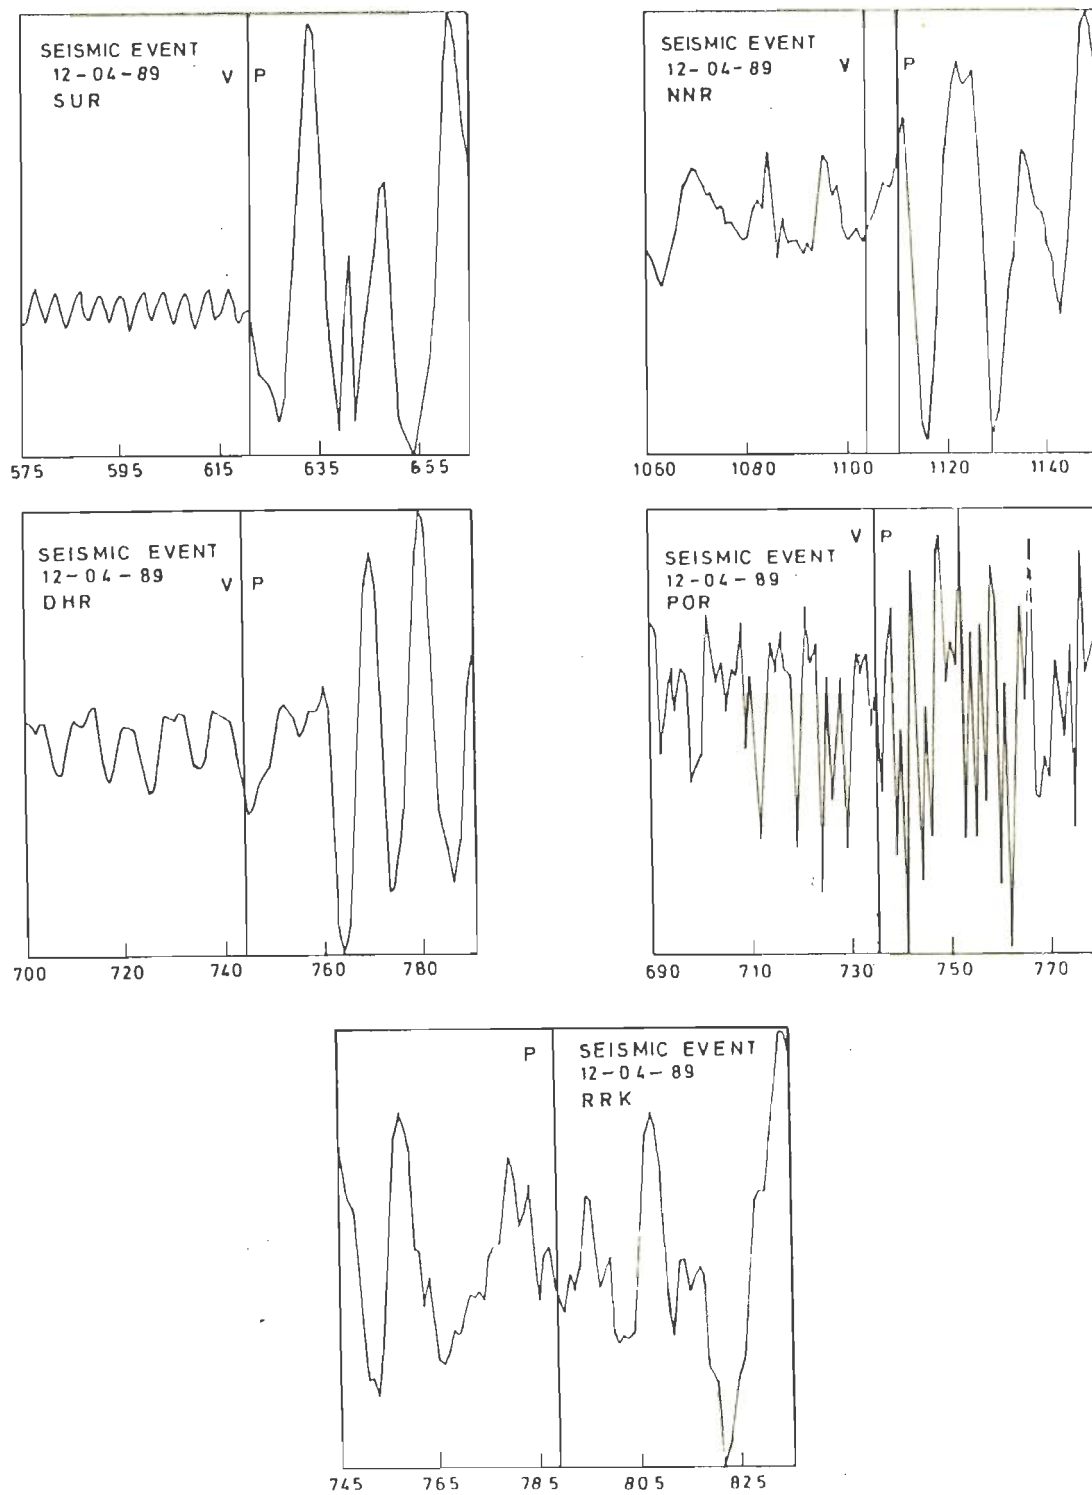 SEISMIC EVENT
12-04-89 V P
SUR
575 595 615 635 655
SEISMIC EVENT
12-04-89 V P
NNR
1060 1080 1100 1120 1140
SEISMIC EVENT
12-04-89 V P
DHR
700 720 740 760 780
V P
SEISMIC EVENT
12-04-89
POR
690 710 730 750 770
P SEISMIC EVENT
12-04-89
RRK
745 765 785 805 825